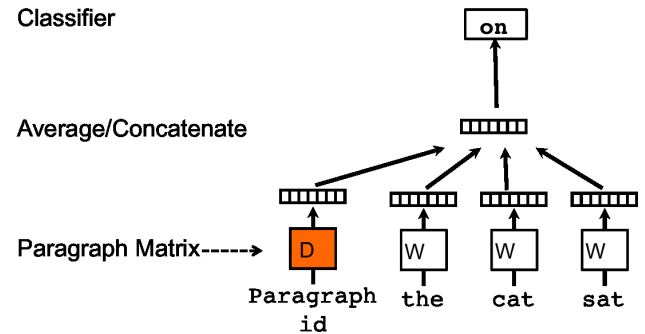 Classifier
on
Average/Concatenate
Paragraph Matrix
D
W
W
W
Paragraph
id
the
cat
sat